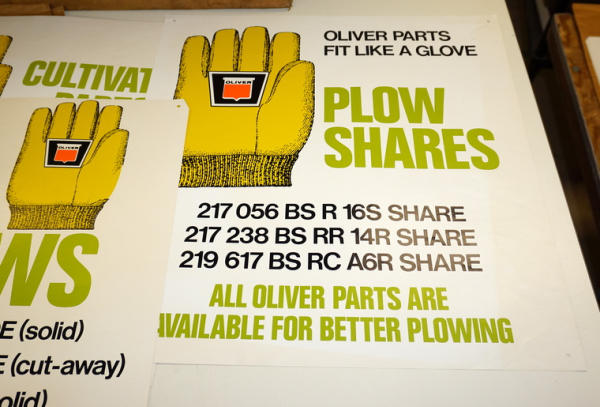 OLIVER PARTS
FIT LIKE A GLOVE
OLIVER
PLOW
SHARES
217 056 BS R 16S SHARE
217 238 BS RR 14R SHARE
219 617 BS RC A6R SHARE
ALL OLIVER PARTS ARE
AVAILABLE FOR BETTER PLOWING
CULTIVAT
OLIVER
WS
E (solid)
E (cut-away)
olid)